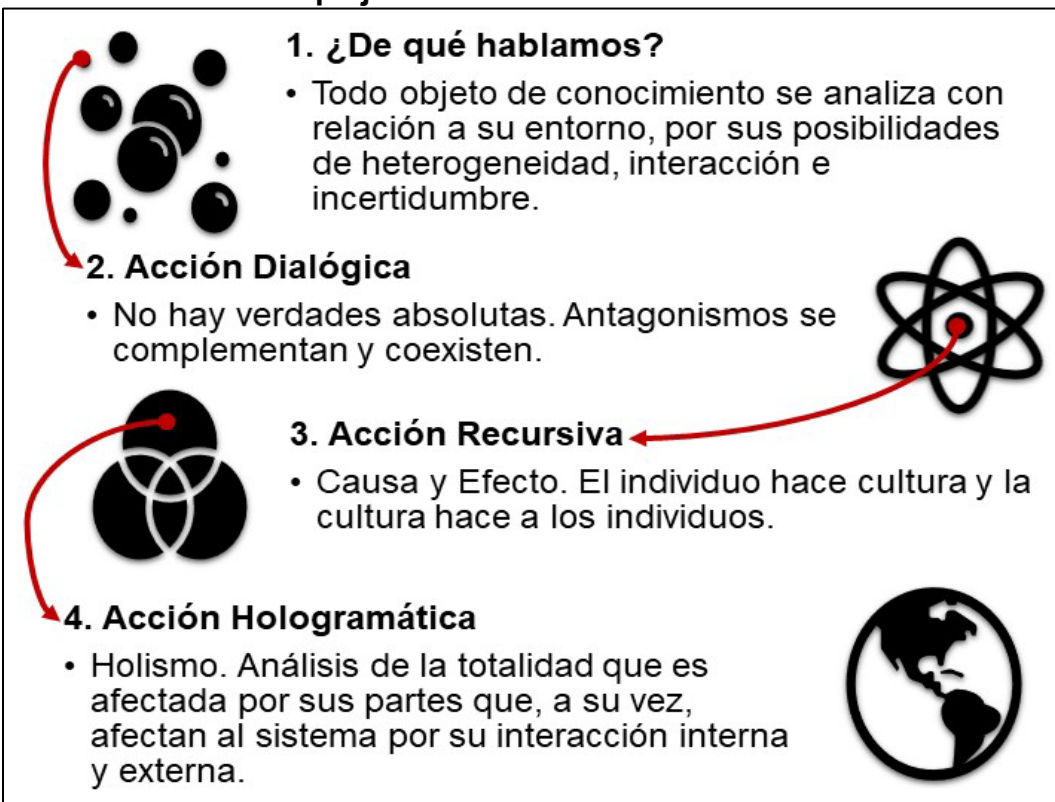 1. ¿De qué hablamos?
• Todo objeto de conocimiento se analiza con
relación a su entorno, por sus posibilidades
de heterogeneidad, interacción e
incertidumbre.
2. Acción Dialógica
• No hay verdades absolutas. Antagonismos se
complementan y coexisten.
3. Acción Recursiva
• Causa y Efecto. El individuo hace cultura y la
cultura hace a los individuos.
4. Acción Hologramática
• Holismo. Análisis de la totalidad que es
afectada por sus partes que, a su vez,
afectan al sistema por su interacción interna
y externa.